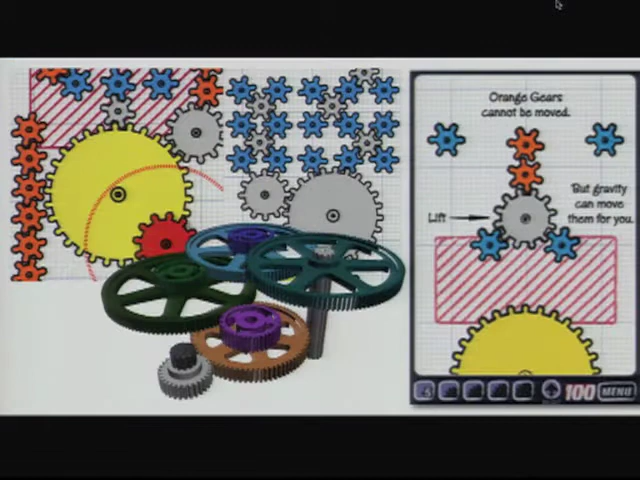 Orange Gears
cannot be moved.
'But gravity
can move
them for you.
Lift
100 MENU